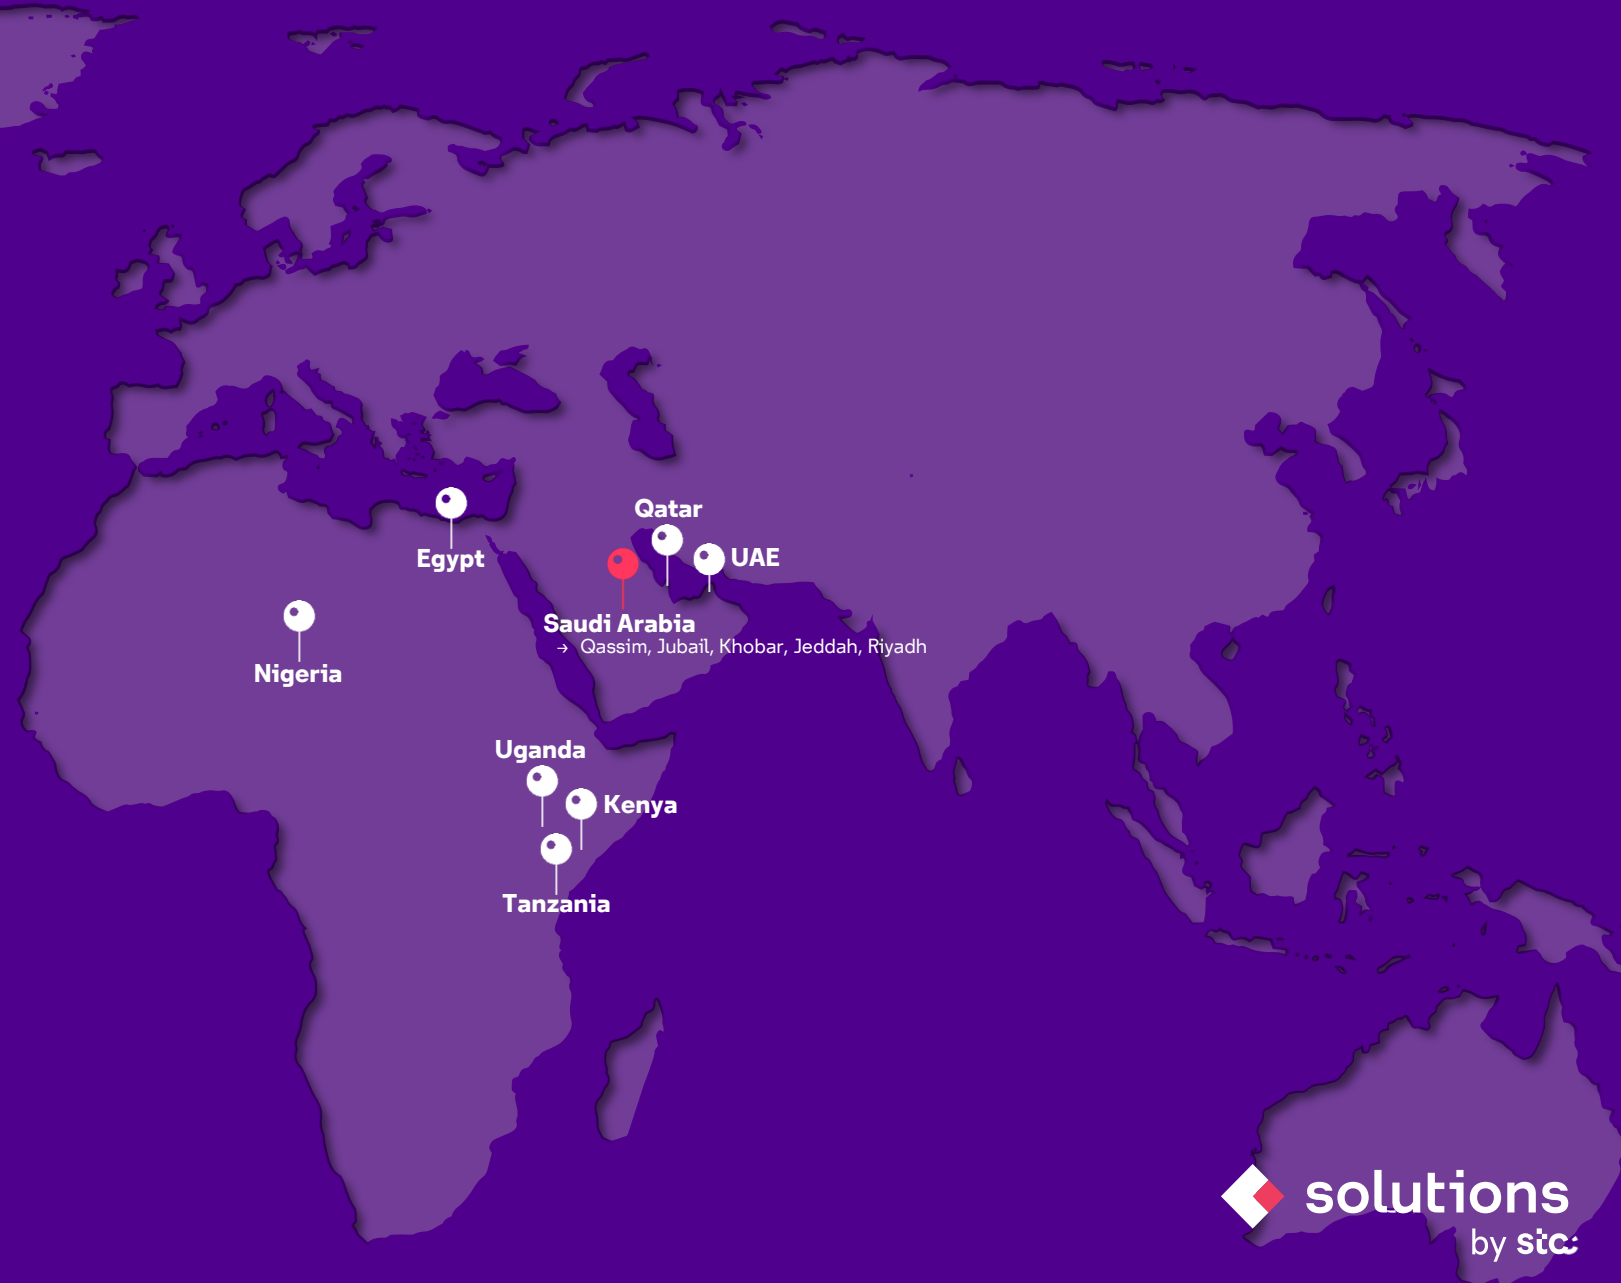 Qatar
UAE
Egypt
Saudi Arabia
→ Qassim, Jubail, Khobar, Jeddah, Riyadh
Nigeria
Uganda
Kenya
Tanzania
solutions
by stc